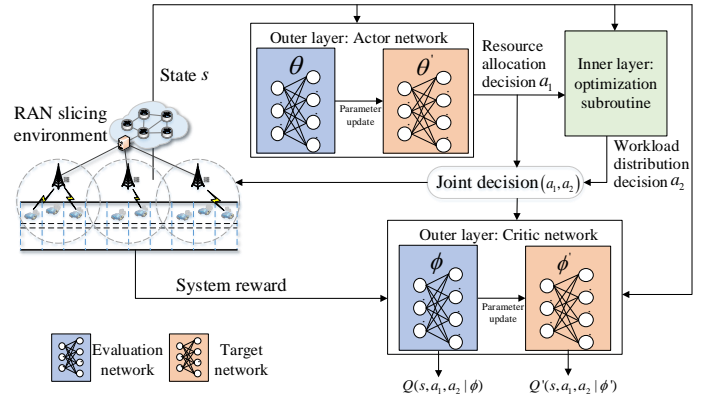 Outer layer: Actor network
θ
θ'
Parameter
update
Resource
allocation
decision a₁
Inner layer:
optimization
subroutine
State s
RAN slicing
environment
Workload
distribution
decision a₂
Joint decision(a₁,a₂)
Outer layer: Critic network
ϕ
ϕ'
Parameter
update
System reward
Evaluation
network
Target
network
Q(s,a₁,a₂|ϕ)
Q'(s,a₁,a₂|ϕ')